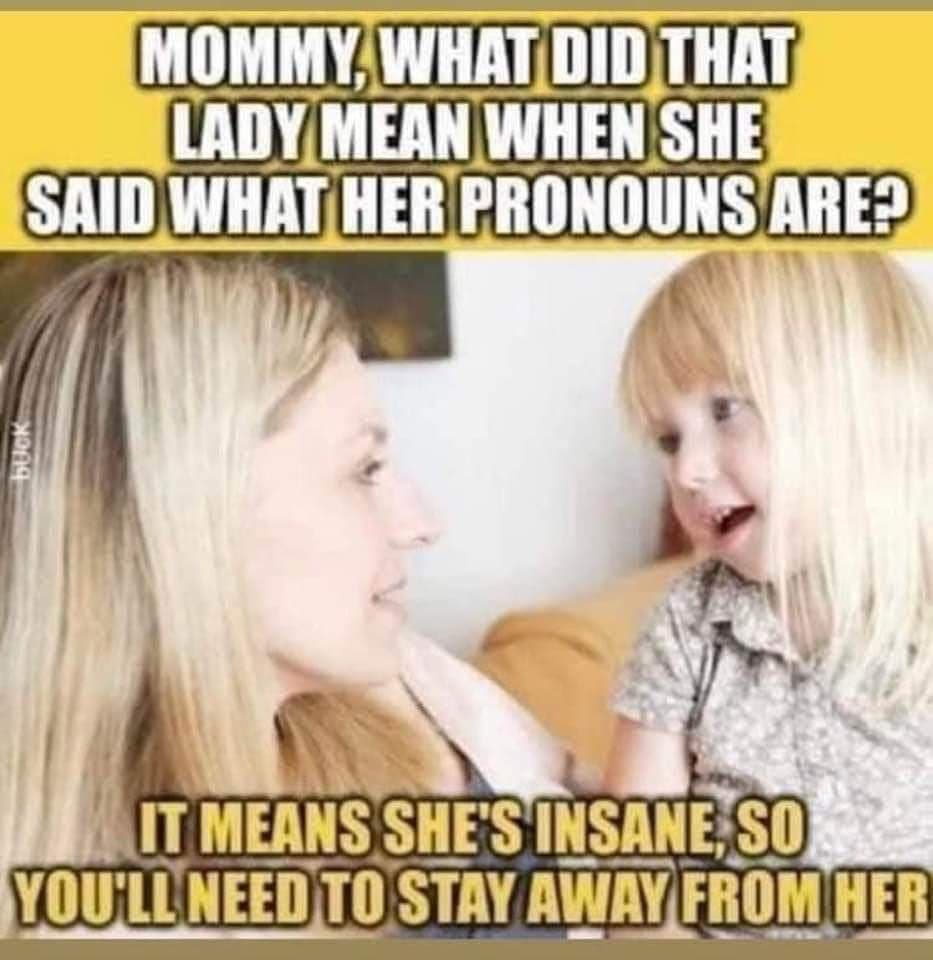 MOMMY, WHAT DID THAT
LADY MEAN WHEN SHE
SAID WHAT HER PRONOUNS ARE?
bUcK
IT MEANS SHE'S INSANE, SO
YOU'LL NEED TO STAY AWAY FROM HER